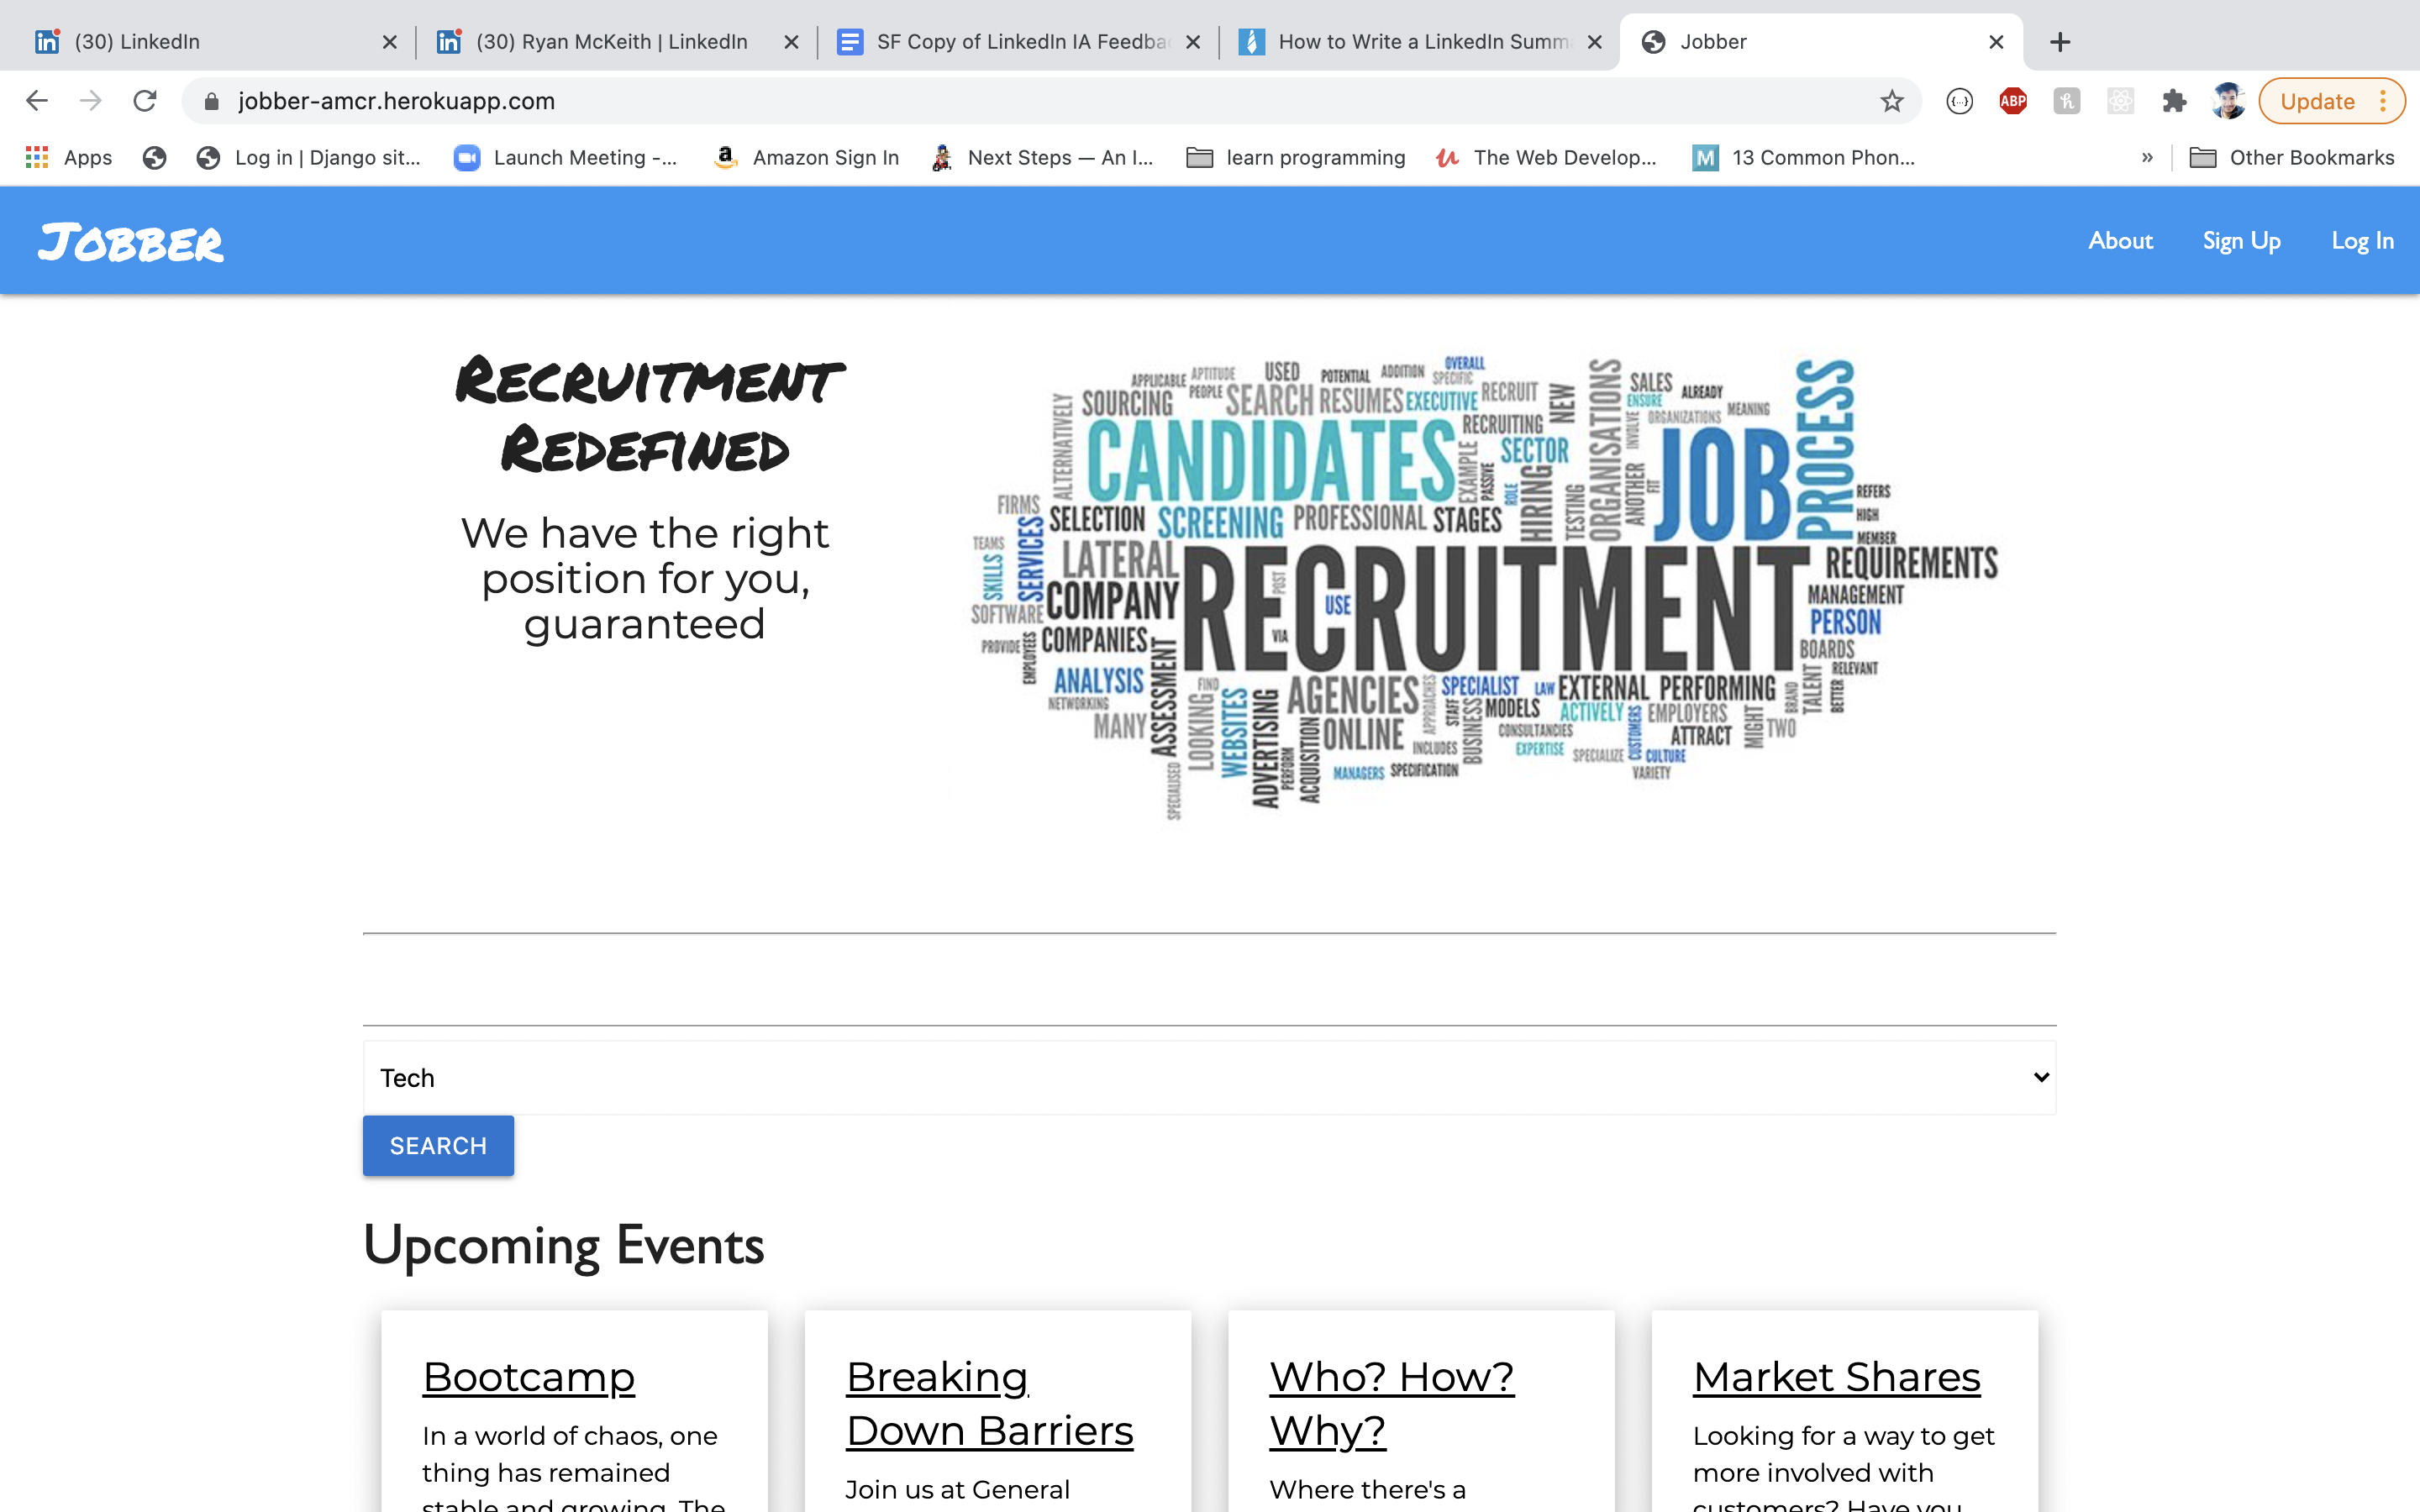 (30) LinkedIn
(30) Ryan McKeith | LinkedIn
SF Copy of LinkedIn IA Feedba
How to Write a LinkedIn Summ
Jobber
jobber-amcr.herokuapp.com
ABP
Update
Apps
Log in | Django sit...
Launch Meeting -...
Amazon Sign In
Next Steps — An I...
learn programming
The Web Develop...
M 13 Common Phon...
»
Other Bookmarks
Jobber
About
Sign Up
Log In
Recruitment
Redefined
We have the right
position for you,
guaranteed
OVERALL
APPLICABLE
APTITUDE
USED
POTENTIAL
ADDITION
SPECIFIC
PEOPLE
SOURCING
SEARCH
RESUMES
EXECUTIVE
RECRUIT
NEW
ORGANISATIONS
SALES
ENSURE
ALREADY
ORGANIZATIONS
MEANING
PROCESS
ALTERNATIVELY
CANDIDATES
RECRUITING
SECTOR
EXAMPLE
PASSIVE
ROLE
HIRING
TESTING
INVOLVE
ANOTHER
FIT
JOB
REFERS
HIGH
MEMBER
FIRMS
SELECTION
SCREENING
PROFESSIONAL
STAGES
TEAMS
SKILLS
SERVICES
LATERAL
RECRUITMENT
REQUIREMENTS
SOFTWARE
COMPANY
POST
USE
VIA
MANAGEMENT
PERSON
PROVIDE
EMPLOYEES
COMPANIES
BOARDS
RELEVANT
ANALYSIS
ASSESSMENT
FIND
AGENCIES
APPROACHES
SPECIALIST
LAW
EXTERNAL
PERFORMING
BRAND
TALENT
BETTER
NETWORKING
MANY
LOOKING
WEBSITES
ADVERTISING
PERFORM
ACQUISITION
ONLINE
STAFF
BUSINESS
MODELS
ACTIVELY
CUSTOMERS
EMPLOYERS
MIGHT
TWO
CONSULTANCIES
ATTRACT
INCLUDES
EXPERTISE
SPECIALIZE
CULTURE
SPECIALISED
MANAGERS
SPECIFICATION
VARIETY
Tech
SEARCH
Upcoming Events
Bootcamp
In a world of chaos, one
thing has remained
stable and growing. The
Breaking
Down Barriers
Join us at General
Who? How?
Why?
Where there's a
Market Shares
Looking for a way to get
more involved with
customers? Have you